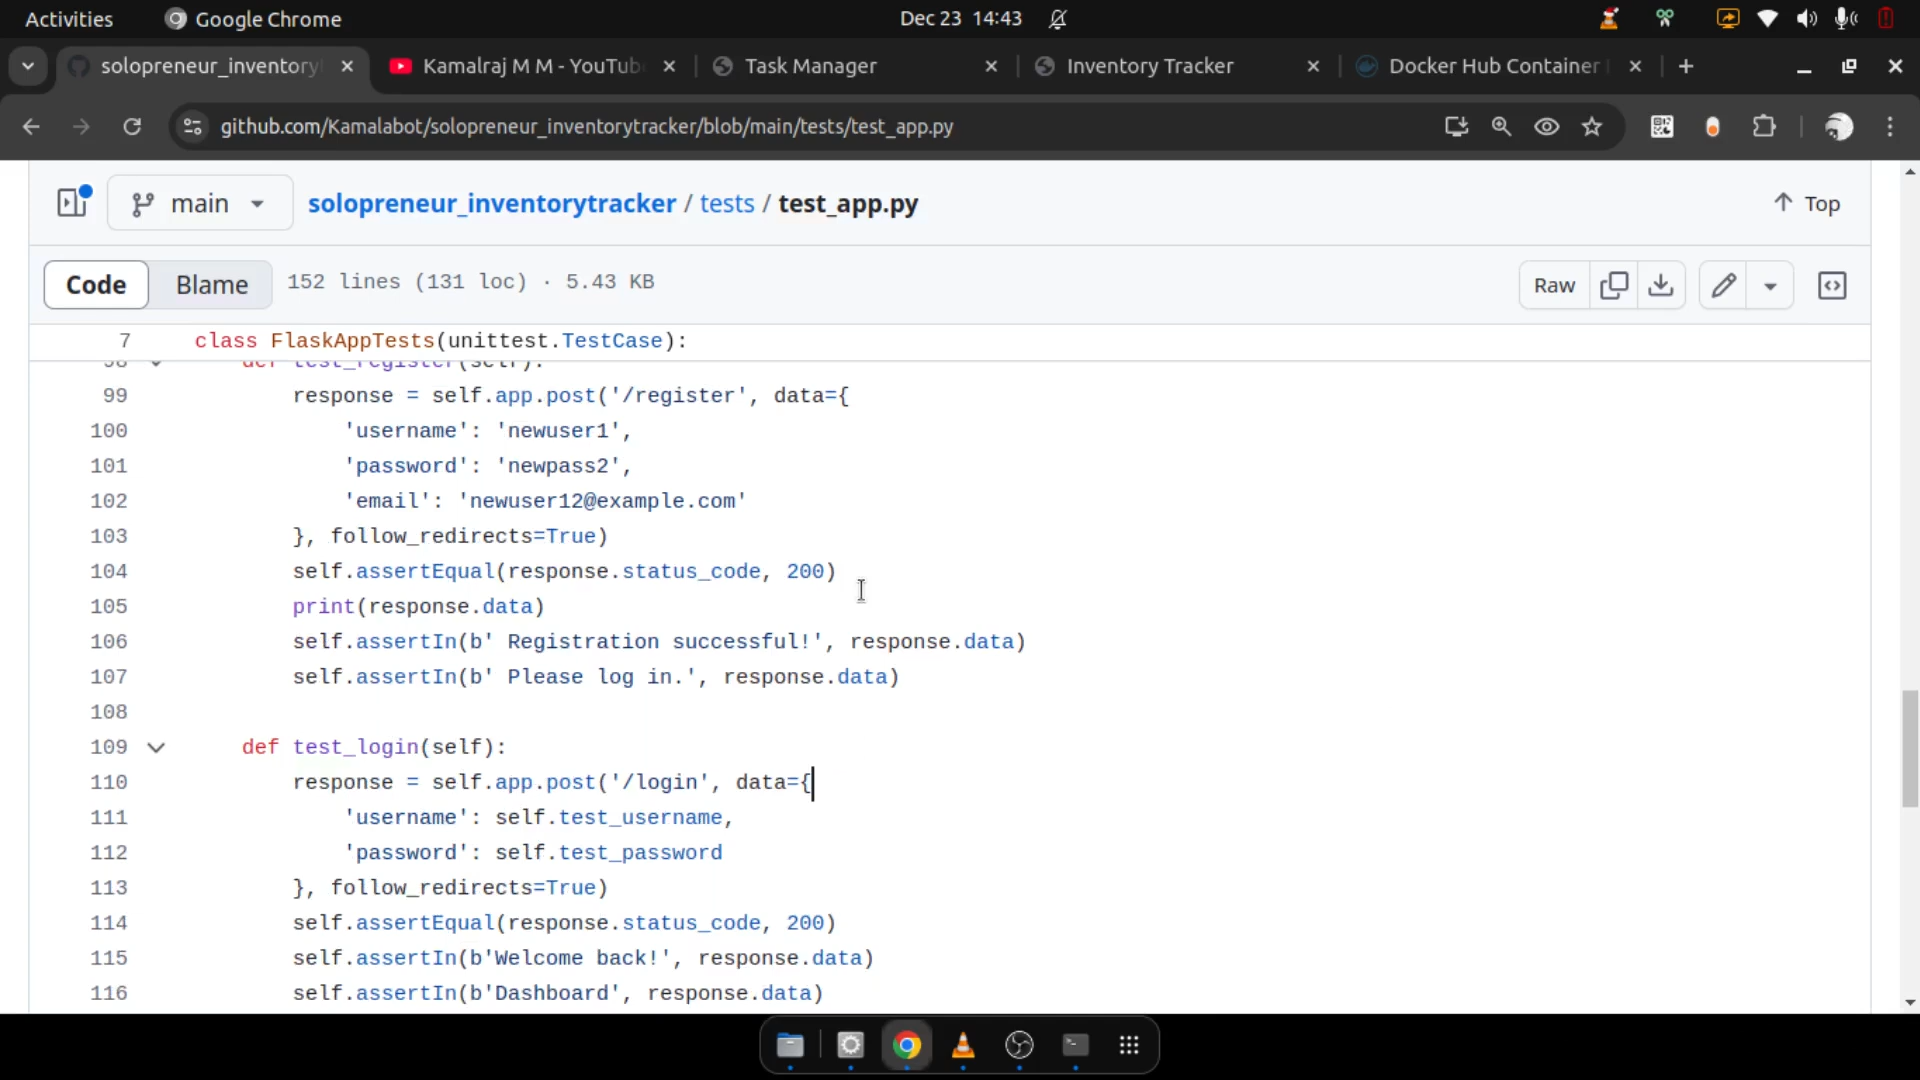 Activities
Google Chrome
Dec 23 14:43
solopreneur_inventory
Kamalraj M M - YouTub
Task Manager
Inventory Tracker
Docker Hub Container
github.com/Kamalabot/solopreneur_inventorytracker/blob/main/tests/test_app.py
main
solopreneur_inventorytracker / tests / test_app.py
Top
Code
Blame
152 lines (131 loc) · 5.43 KB
Raw
7 class FlaskAppTests(unittest.TestCase):
98 def test_register(self):
99 response = self.app.post('/register', data={
100 'username': 'newuser1',
101 'password': 'newpass2',
102 'email': 'newuser12@example.com'
103 }, follow_redirects=True)
104 self.assertEqual(response.status_code, 200)
105 print(response.data)
106 self.assertIn(b' Registration successful!', response.data)
107 self.assertIn(b' Please log in.', response.data)
108
109 def test_login(self):
110 response = self.app.post('/login', data={
111 'username': self.test_username,
112 'password': self.test_password
113 }, follow_redirects=True)
114 self.assertEqual(response.status_code, 200)
115 self.assertIn(b'Welcome back!', response.data)
116 self.assertIn(b'Dashboard', response.data)